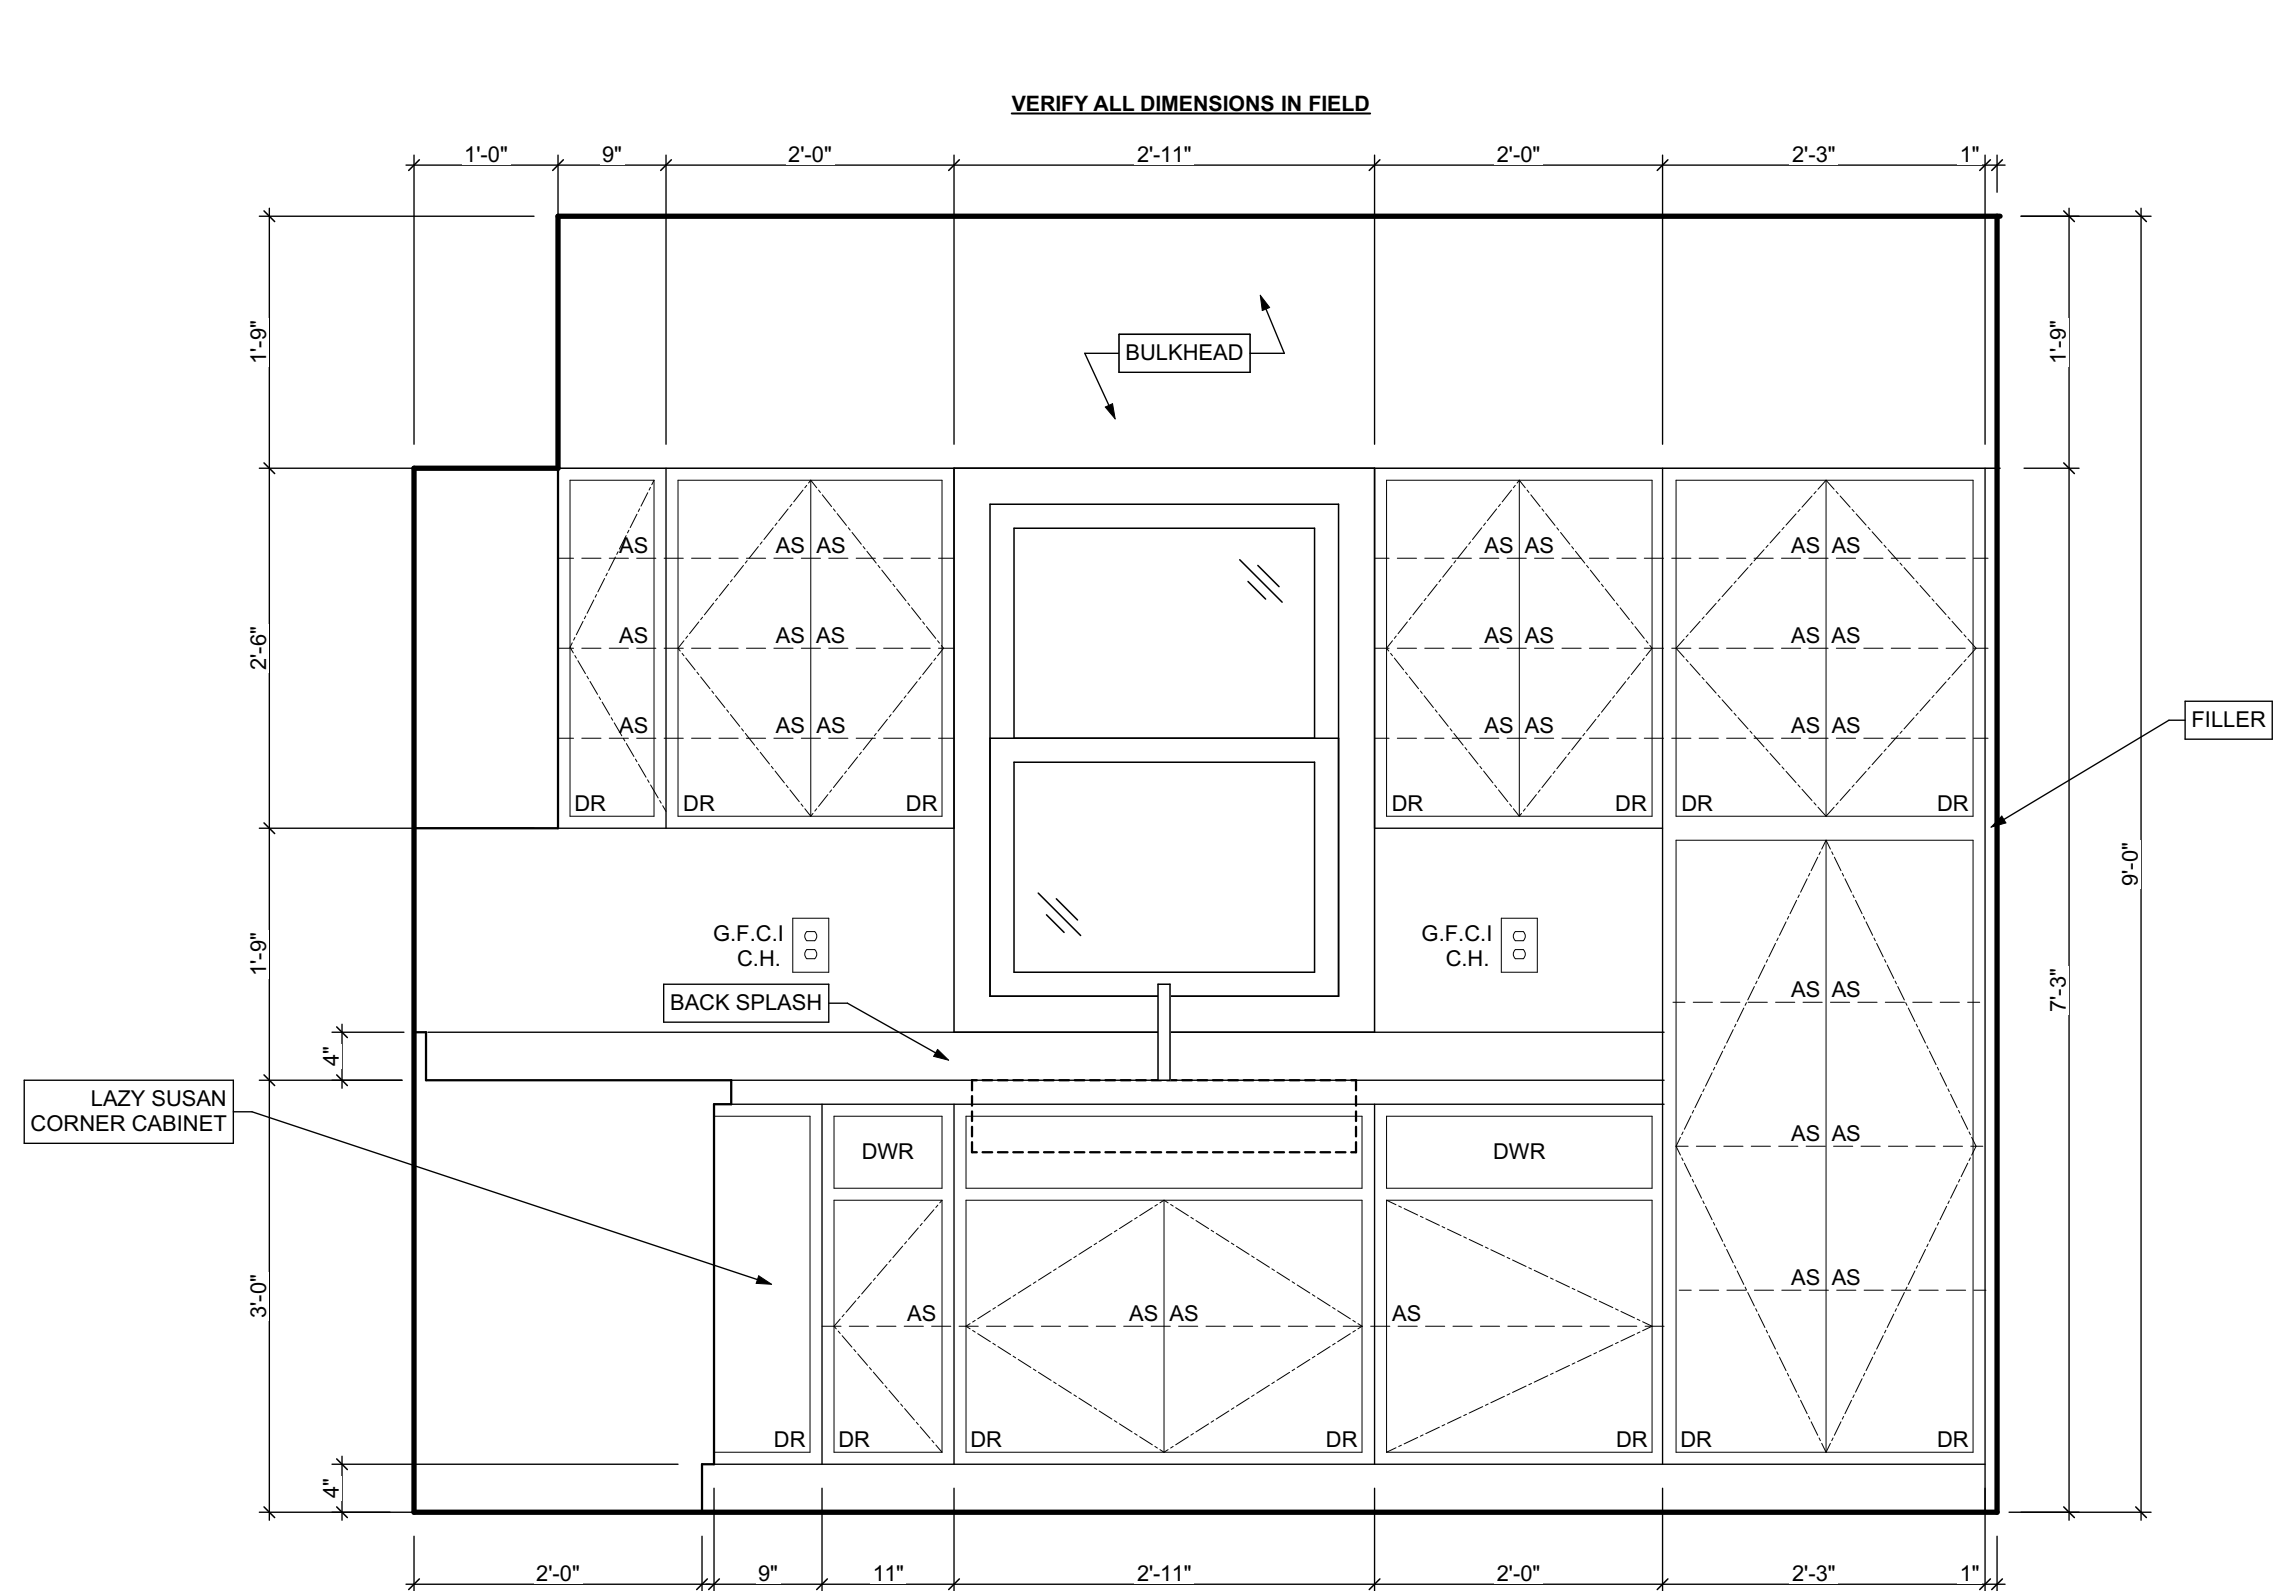 VERIFY ALL DIMENSIONS IN FIELD
1'-0" 9" 2'-0" 2'-11" 2'-0" 2'-3" 1"
1'-9"
BULKHEAD
1'-9"
AS AS AS AS AS AS AS
2'-6"
AS AS AS AS AS AS AS
AS AS AS AS AS AS AS
FILLER
DR DR DR DR DR DR DR
9'-0"
1'-9"
G.F.C.I
C.H.
G.F.C.I
C.H.
7'-3"
AS AS
BACK SPLASH
4"
LAZY SUSAN
CORNER CABINET
DWR DWR
AS AS
3'-0"
AS AS
AS AS AS AS
DR DR DR DR DR DR DR
4"
2'-0" 9" 11" 2'-11" 2'-0" 2'-3" 1"